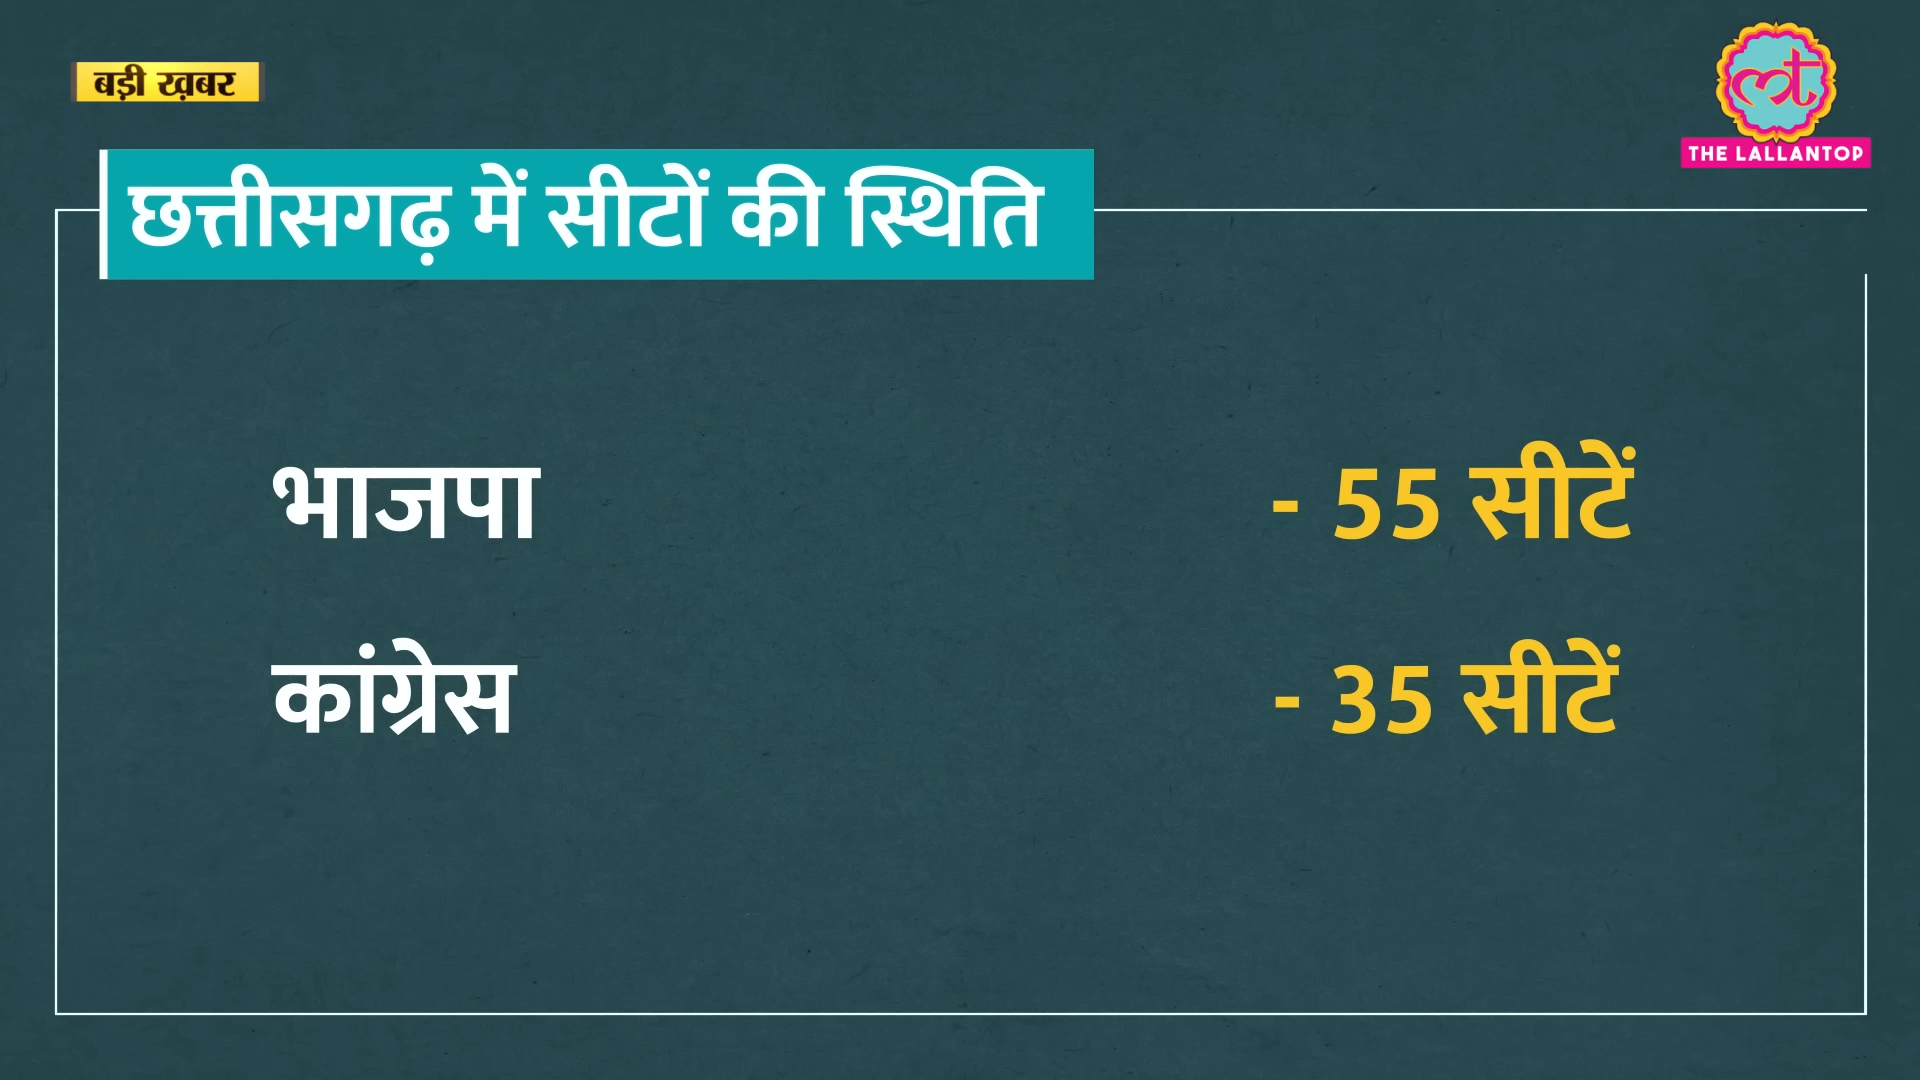 बड़ी ख़बर
THE LALLANTOP
छत्तीसगढ़ में सीटों की स्थिति
भाजपा - 55 सीटें
कांग्रेस - 35 सीटें